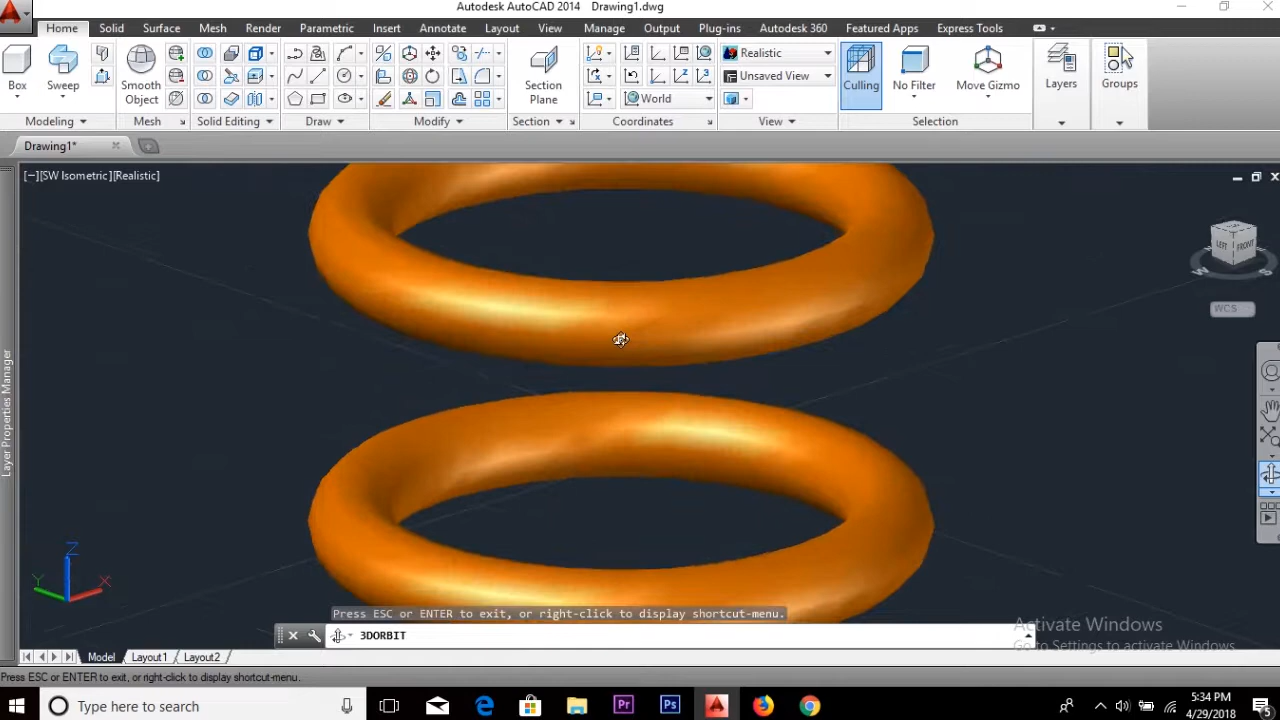 Autodesk AutoCAD 2014 Drawing1.dwg
Home Solid Surface Mesh Render Parametric Insert Annotate Layout View Manage Output Plug-ins Autodesk 360 Featured Apps Express Tools
Box Sweep Smooth Object Section Plane Realistic Unsaved View World Culling No Filter Move Gizmo Layers Groups
Modeling Mesh Solid Editing Draw Modify Section Coordinates View Selection
Drawing1*
[−][SW Isometric][Realistic]
LEFT FRONT
W S
WCS
Layer Properties Manager
Z
Y X
Press ESC or ENTER to exit, or right-click to display shortcut-menu.
3DORBIT
Activate Windows
Go to Settings to activate Windows.
Model Layout1 Layout2
Press ESC or ENTER to exit, or right-click to display shortcut-menu.
Type here to search
Pr Ps
5:34 PM
4/29/2018
5